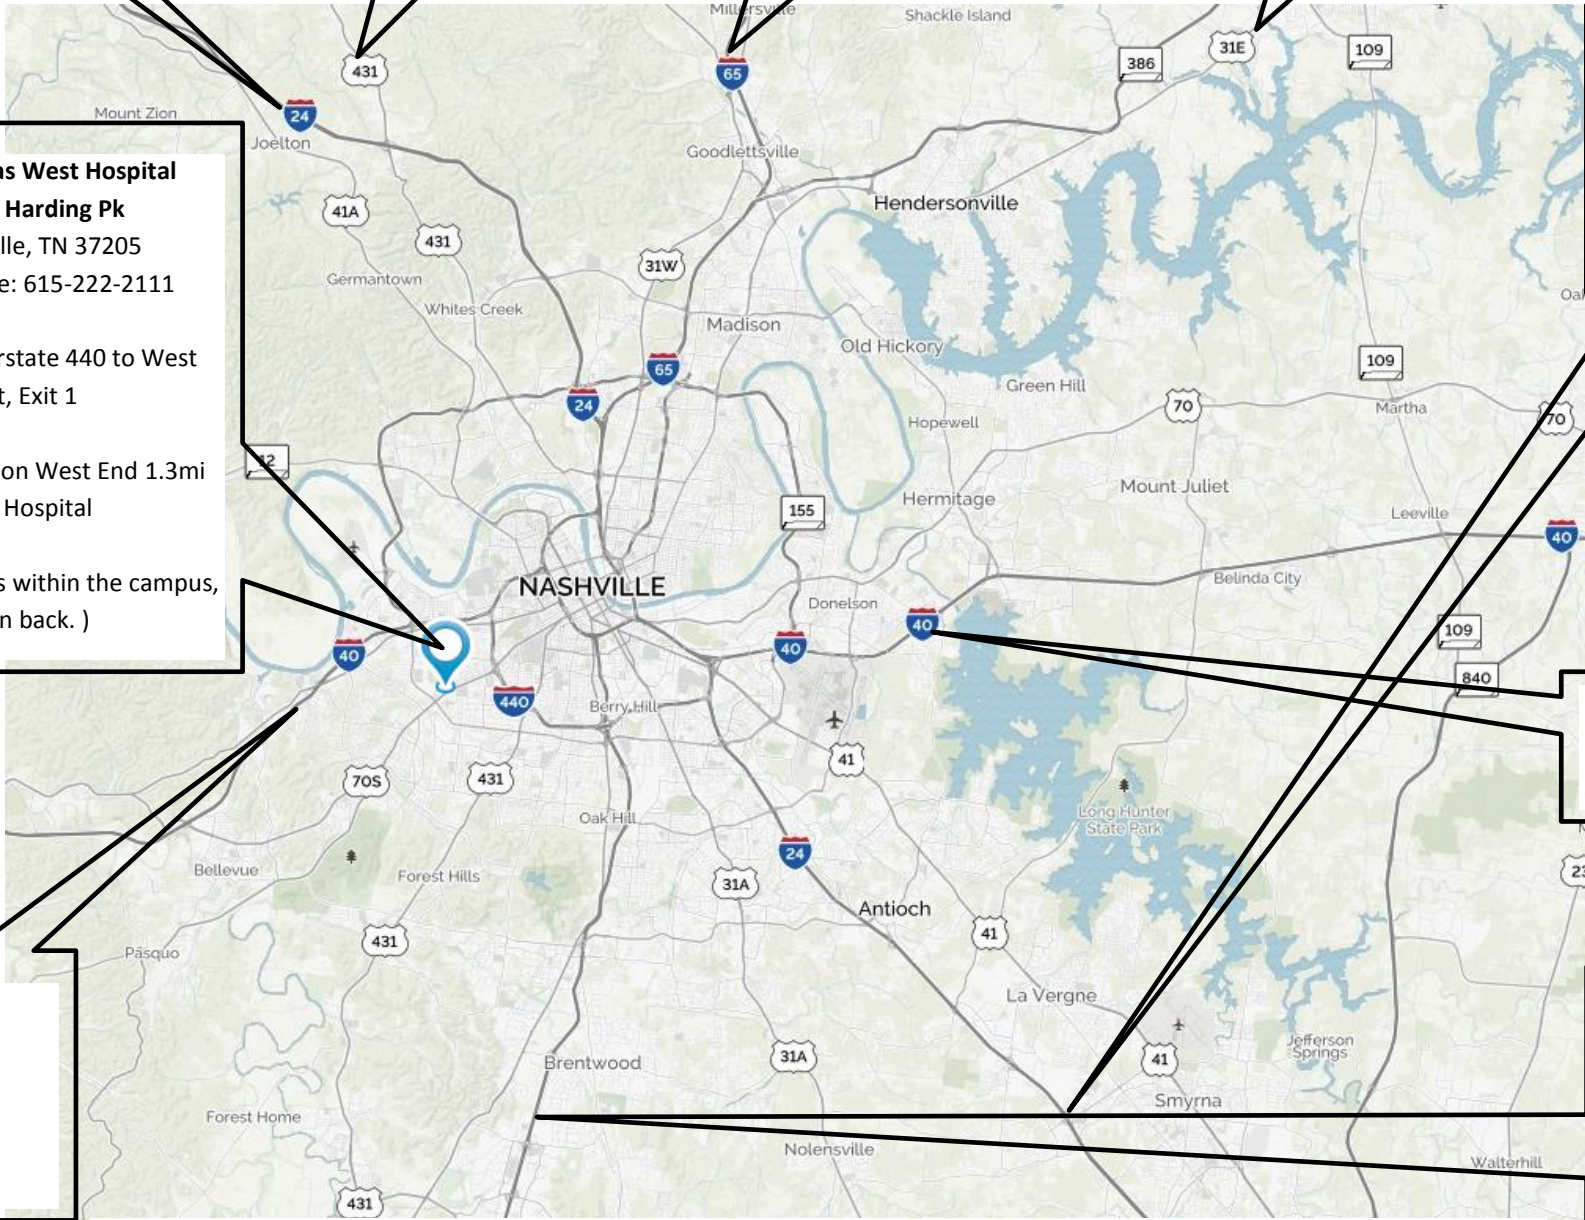 Millersville
Shackle Island
431
65
386
31E
109
Mount Zion
24
Joelton
Goodlettsville
as West Hospital
Harding Pk
lle, TN 37205
e: 615-222-2111
rstate 440 to West
t, Exit 1
on West End 1.3mi
Hospital
s within the campus,
n back. )
41A
431
Hendersonville
31W
Germantown
Whites Creek
Madison
Old Hickory
Oa
65
24
Green Hill
109
70
Martha
70
Hopewell
12
Hermitage
Mount Juliet
155
Leeville
40
NASHVILLE
Donelson
Belinda City
40
40
40
109
840
440
Berry Hill
41
70S
431
Oak Hill
Long Hunter
State Park
24
Bellevue
Forest Hills
31A
23
Antioch
431
41
Pasquo
La Vergne
Jefferson
Springs
Brentwood
31A
41
Smyrna
Forest Home
Nolensville
Walterhill
431